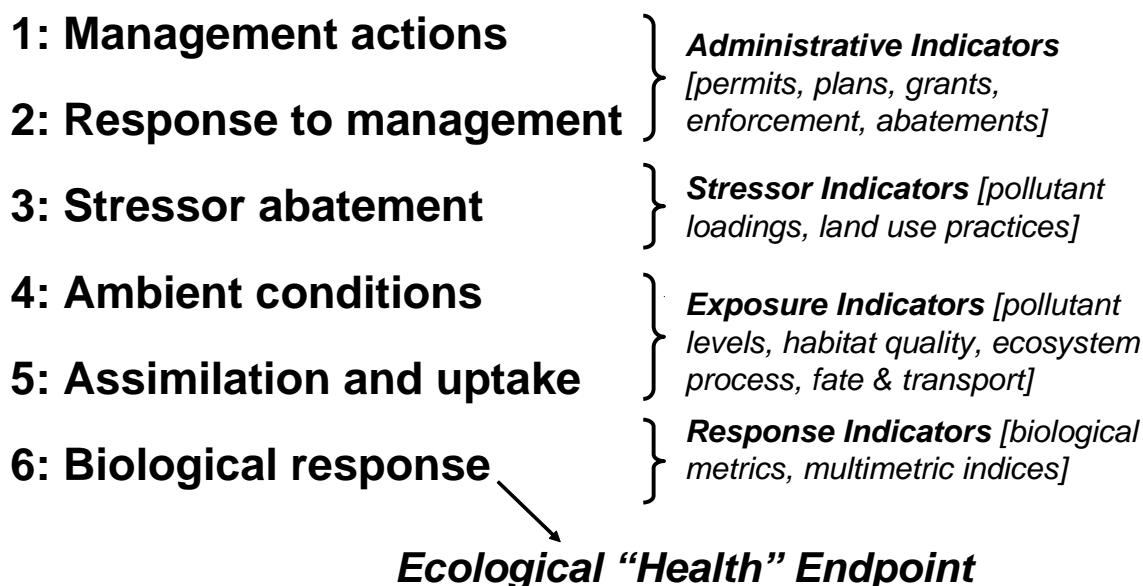 1: Management actions
2: Response to management
Administrative Indicators
[permits, plans, grants,
enforcement, abatements]
3: Stressor abatement
Stressor Indicators [pollutant
loadings, land use practices]
4: Ambient conditions
5: Assimilation and uptake
Exposure Indicators [pollutant
levels, habitat quality, ecosystem
process, fate & transport]
6: Biological response
Response Indicators [biological
metrics, multimetric indices]
Ecological “Health” Endpoint